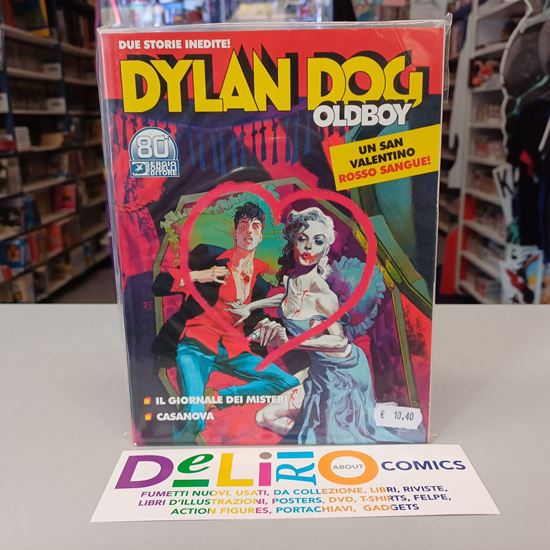 DUE STORIE INEDITE!
DYLAN DOG
OLDBOY
80
SERGIO
BONELLI
EDITORE
UN SAN
VALENTINO
ROSSO SANGUE!
IL GIORNALE DEI MISTERI
CASANOVA
€ 10,40
DeLiRiO
ABOUT
COMICS
FUMETTI NUOVI, USATI, DA COLLEZIONE, LIBRI, RIVISTE,
LIBRI D'ILLUSTRAZIONI, POSTERS, DVD, T-SHIRTS, FELPE,
ACTION FIGURES, PORTACHIAVI, GADGETS